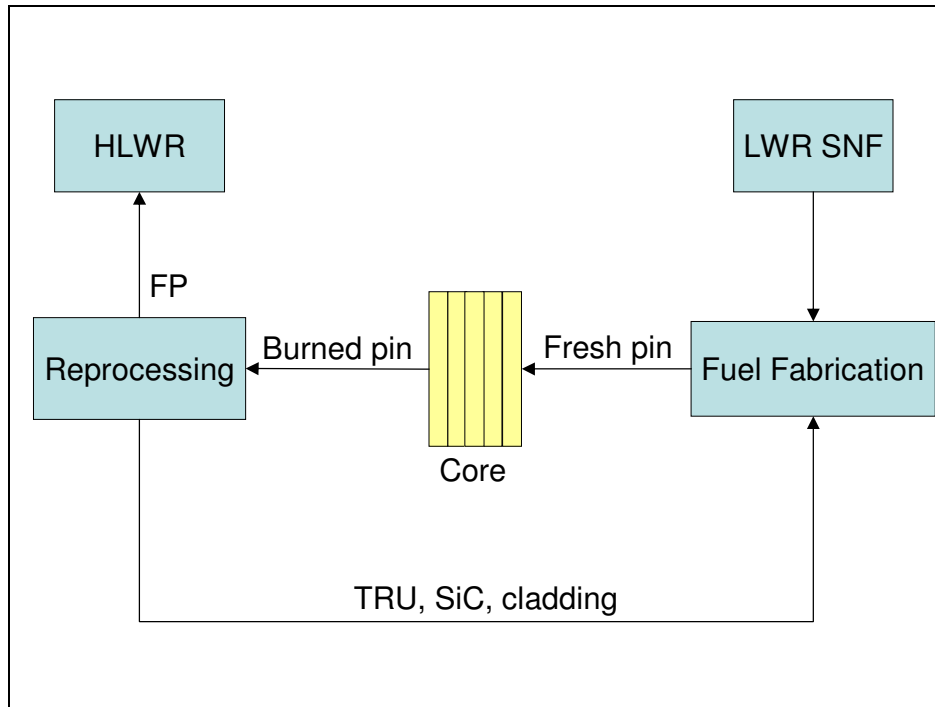 HLWR
LWR SNF
FP
Reprocessing
Burned pin
Fresh pin
Fuel Fabrication
Core
TRU, SiC, cladding